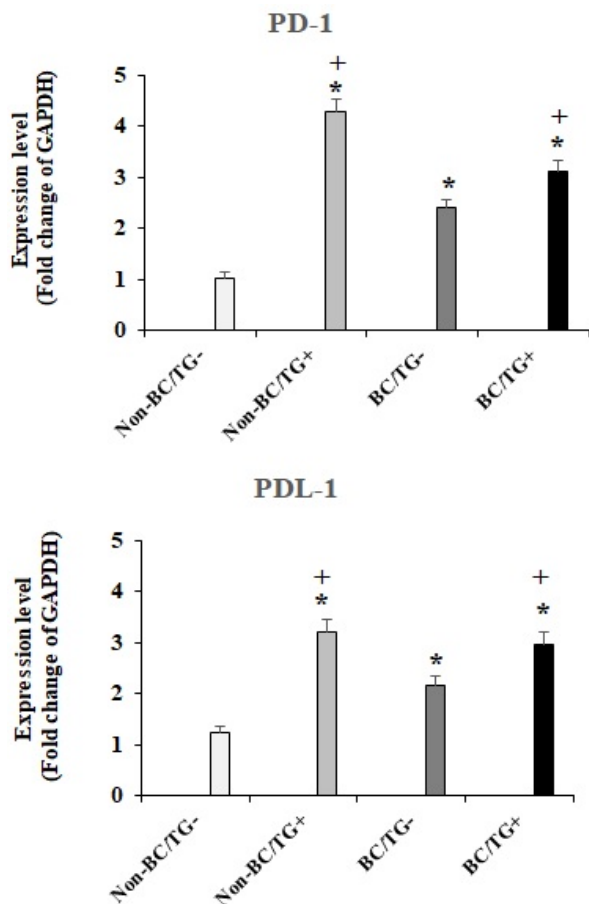 PD-1
Expression level
(Fold change of GAPDH)
5
4
3
2
1
0
+
*
*
+
*
Non-BC/TG-
Non-BC/TG+
BC/TG-
BC/TG+
PDL-1
Expression level
(Fold change of GAPDH)
5
4
3
2
1
0
+
*
*
+
*
Non-BC/TG-
Non-BC/TG+
BC/TG-
BC/TG+